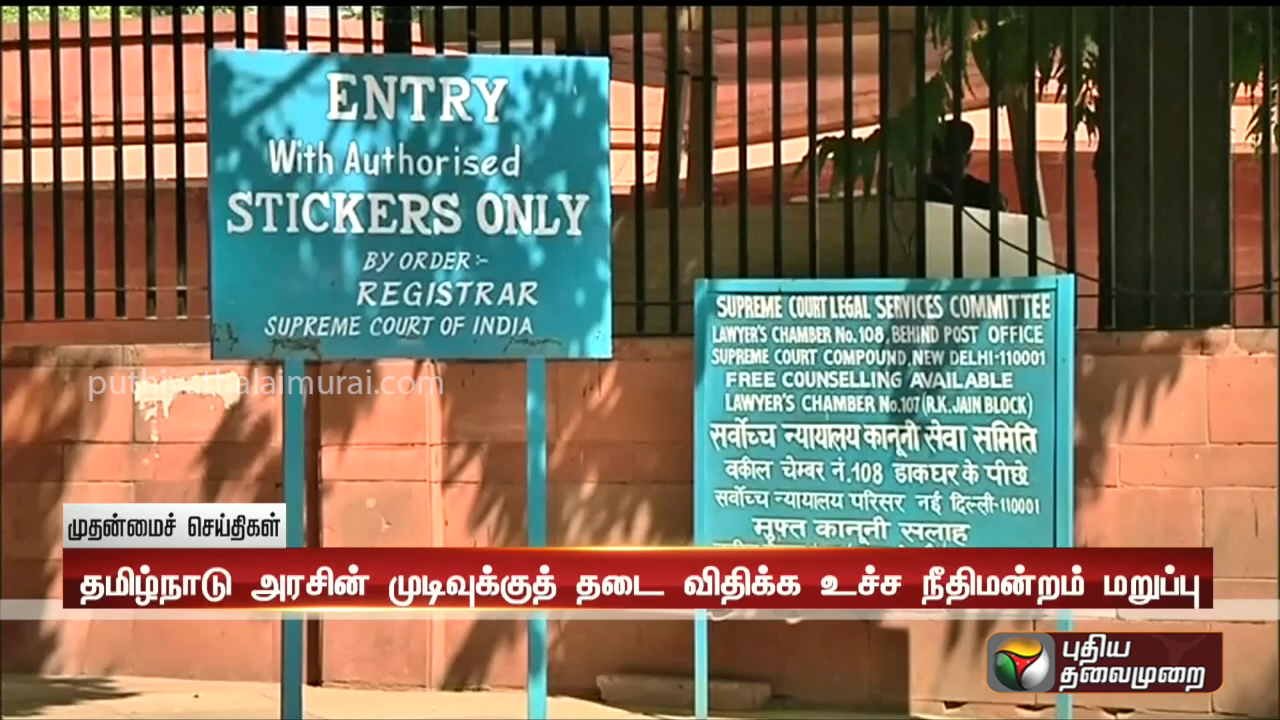 ENTRY
With Authorised
STICKERS ONLY
BY ORDER:-
REGISTRAR
SUPREME COURT OF INDIA
SUPREME COURT LEGAL SERVICES COMMITTEE
LAWYER'S CHAMBER No.108, BEHIND POST OFFICE
SUPREME COURT COMPOUND, NEW DELHI-110001
FREE COUNSELLING AVAILABLE
LAWYER'S CHAMBER No.107 (R.K. JAIN BLOCK)
सर्वोच्च न्यायालय कानूनी सेवा समिति
वकील चेम्बर नं.108 डाकघर के पीछे
सर्वोच्च न्यायालय परिसर नई दिल्ली-110001
मुफ्त कानूनी सलाह
puthiyathalaimurai.com
முதன்மைச் செய்திகள்
தமிழ்நாடு அரசின் முடிவுக்குத் தடை விதிக்க உச்ச நீதிமன்றம் மறுப்பு
புதிய
தலைமுறை